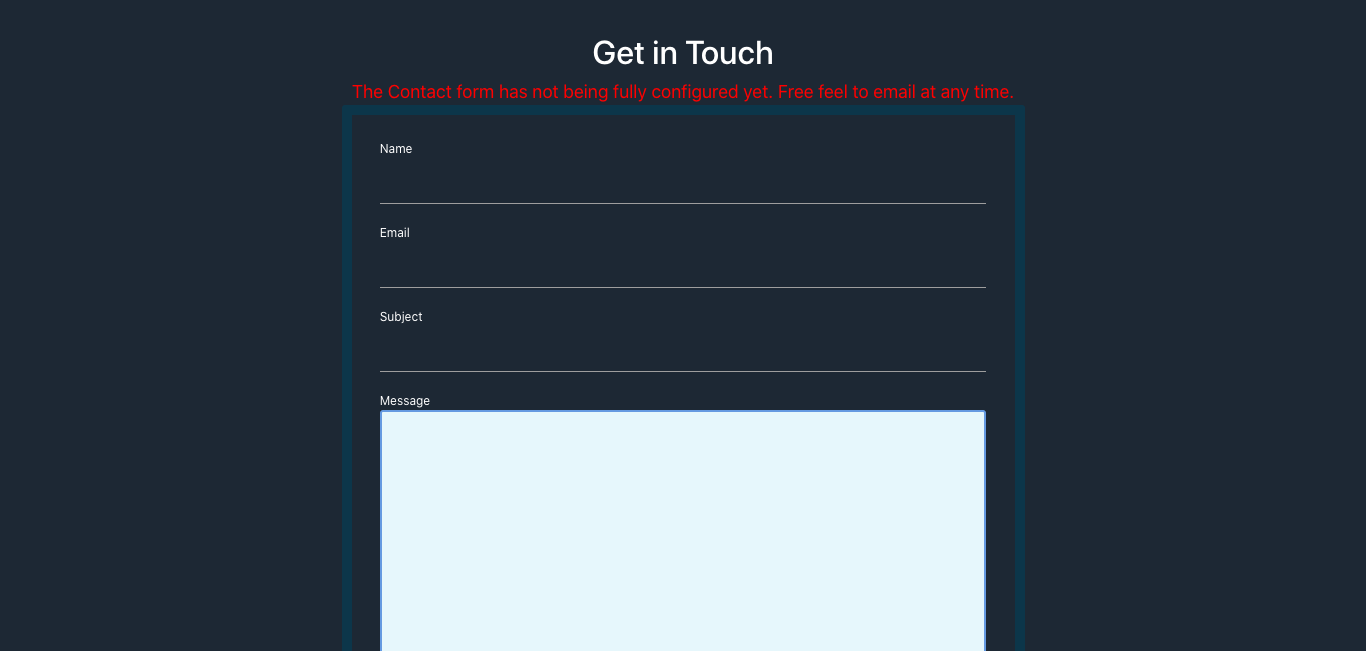 Get in Touch
The Contact form has not being fully configured yet. Free feel to email at any time.
Name
Email
Subject
Message